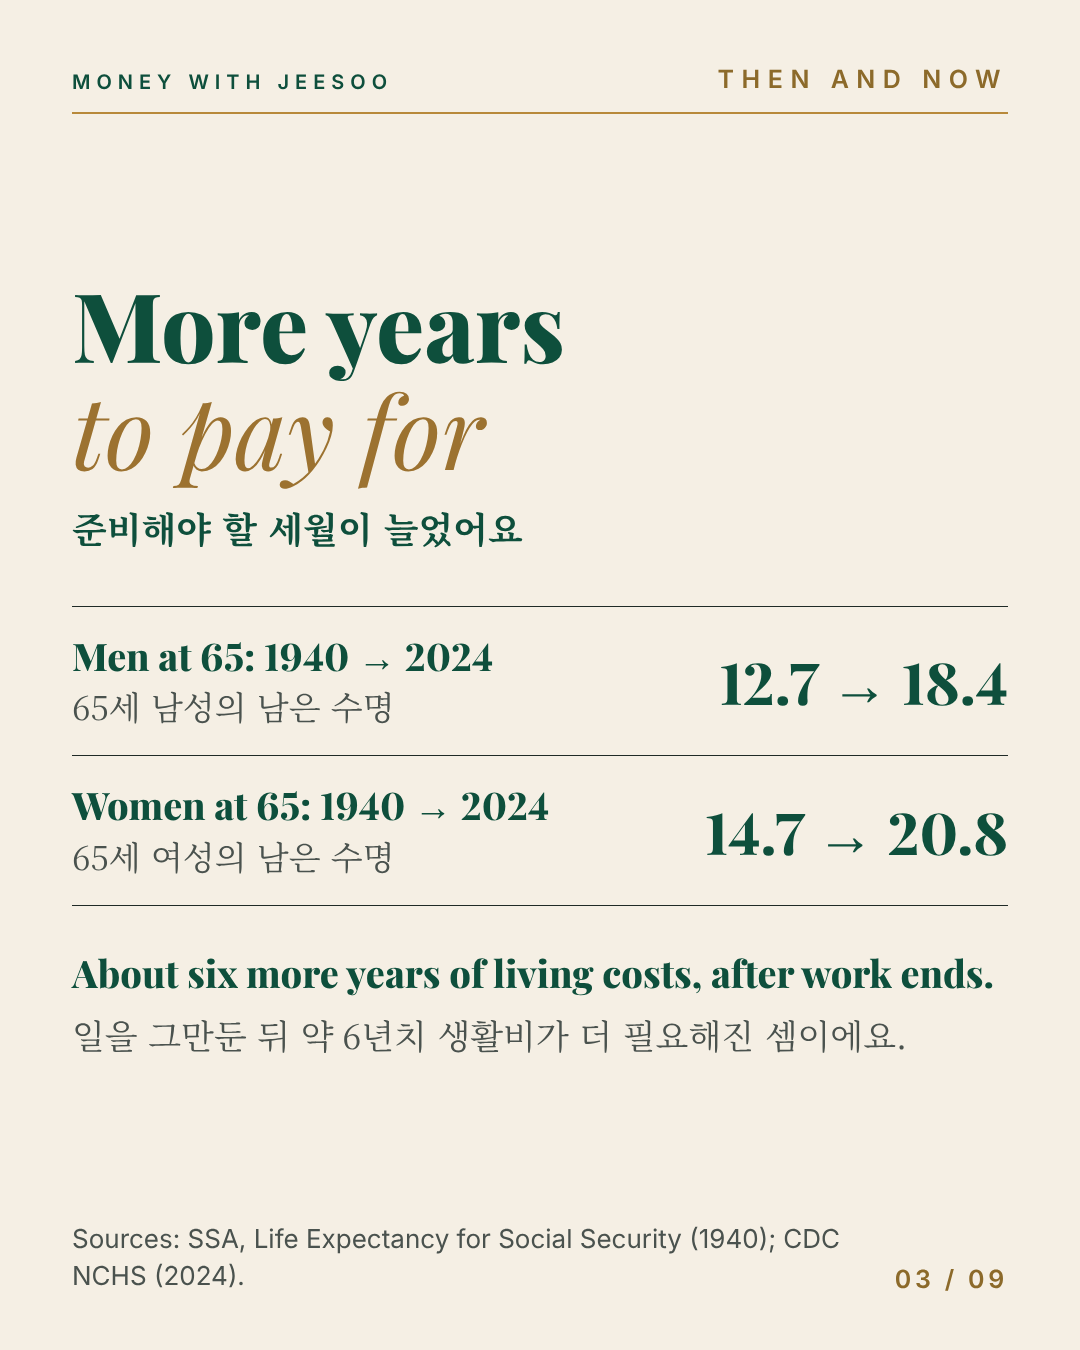 MONEY WITH JEESOO
THEN AND NOW
More years
to pay for
준비해야 할 세월이 늘었어요
Men at 65: 1940 → 2024
65세 남성의 남은 수명
12.7 → 18.4
Women at 65: 1940 → 2024
65세 여성의 남은 수명
14.7 → 20.8
About six more years of living costs, after work ends.
일을 그만둔 뒤 약 6년치 생활비가 더 필요해진 셈이에요.
Sources: SSA, Life Expectancy for Social Security (1940); CDC
NCHS (2024).
03 / 09